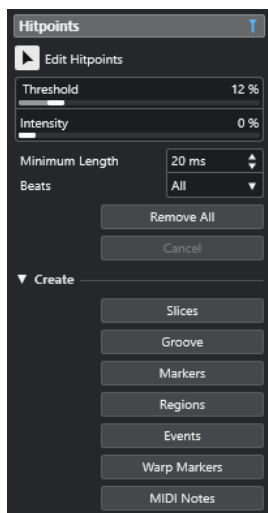 Hitpoints
Edit Hitpoints
Threshold 12 %
Intensity 0 %
Minimum Length 20 ms
Beats All
Remove All
Cancel
Create
Slices
Groove
Markers
Regions
Events
Warp Markers
MIDI Notes